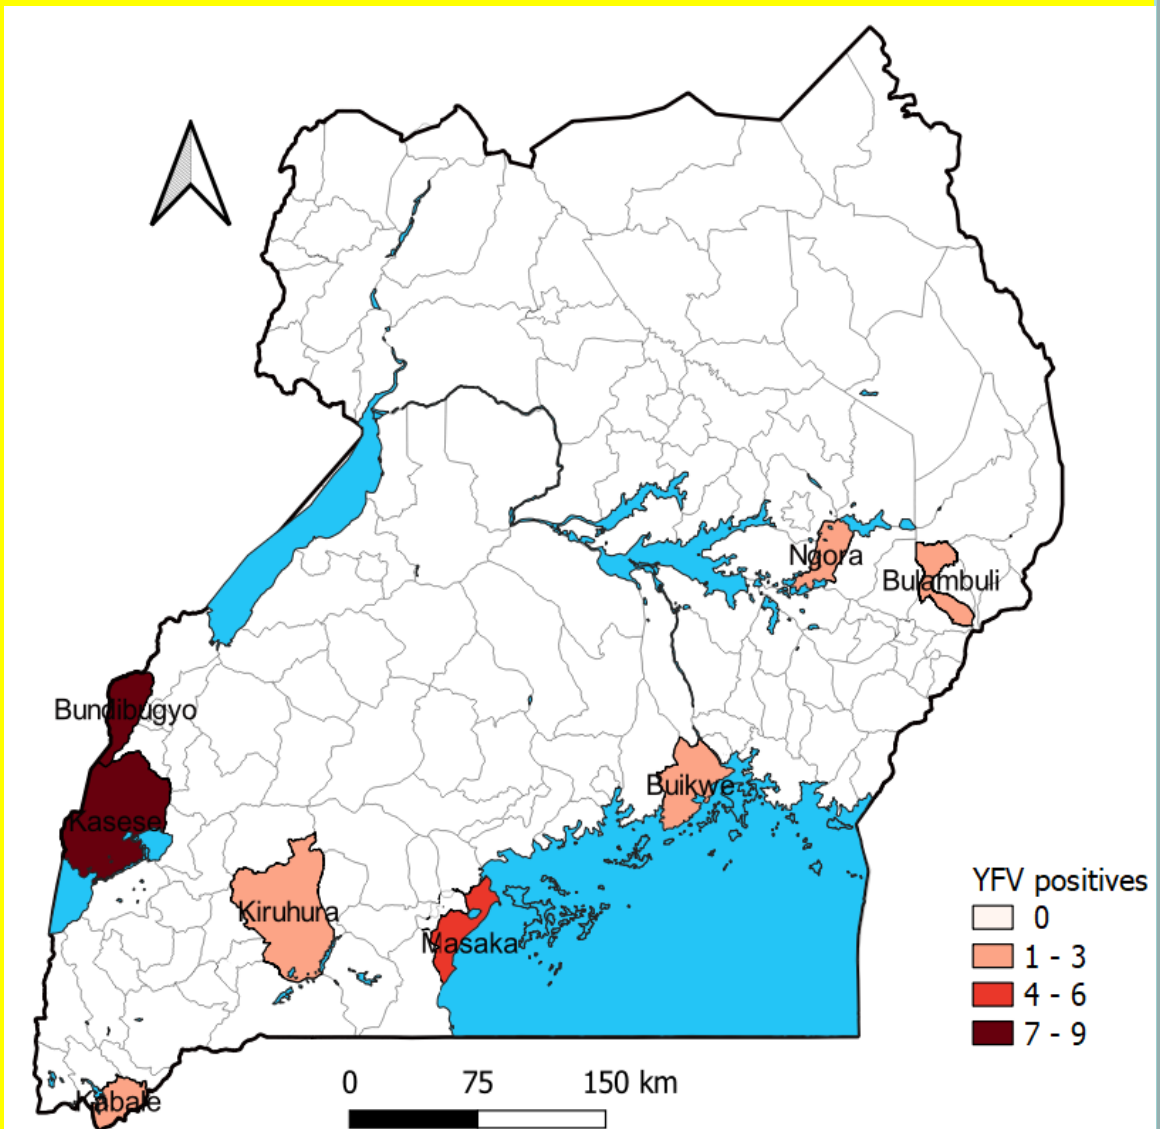 Ngora
Bulambuli
Bundibugyo
Buikwe
Kasese
Kiruhura
Masaka
Kabale
YFV positives
0
1 - 3
4 - 6
7 - 9
0 75 150 km